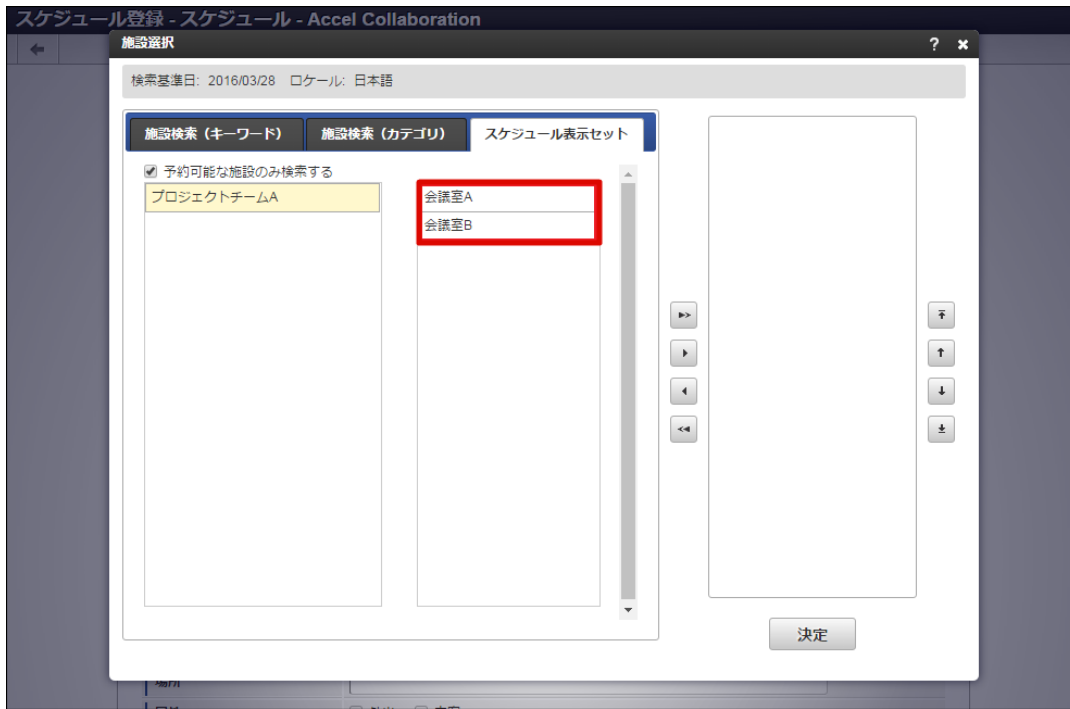 スケジュール登録 - スケジュール - Accel Collaboration
施設選択
?
検索基準日: 2016/03/28 ロケール: 日本語
施設検索（キーワード） 施設検索（カテゴリ） スケジュール表示セット
予約可能な施設のみ検索する
プロジェクトチームA
会議室A
会議室B
決定
場所